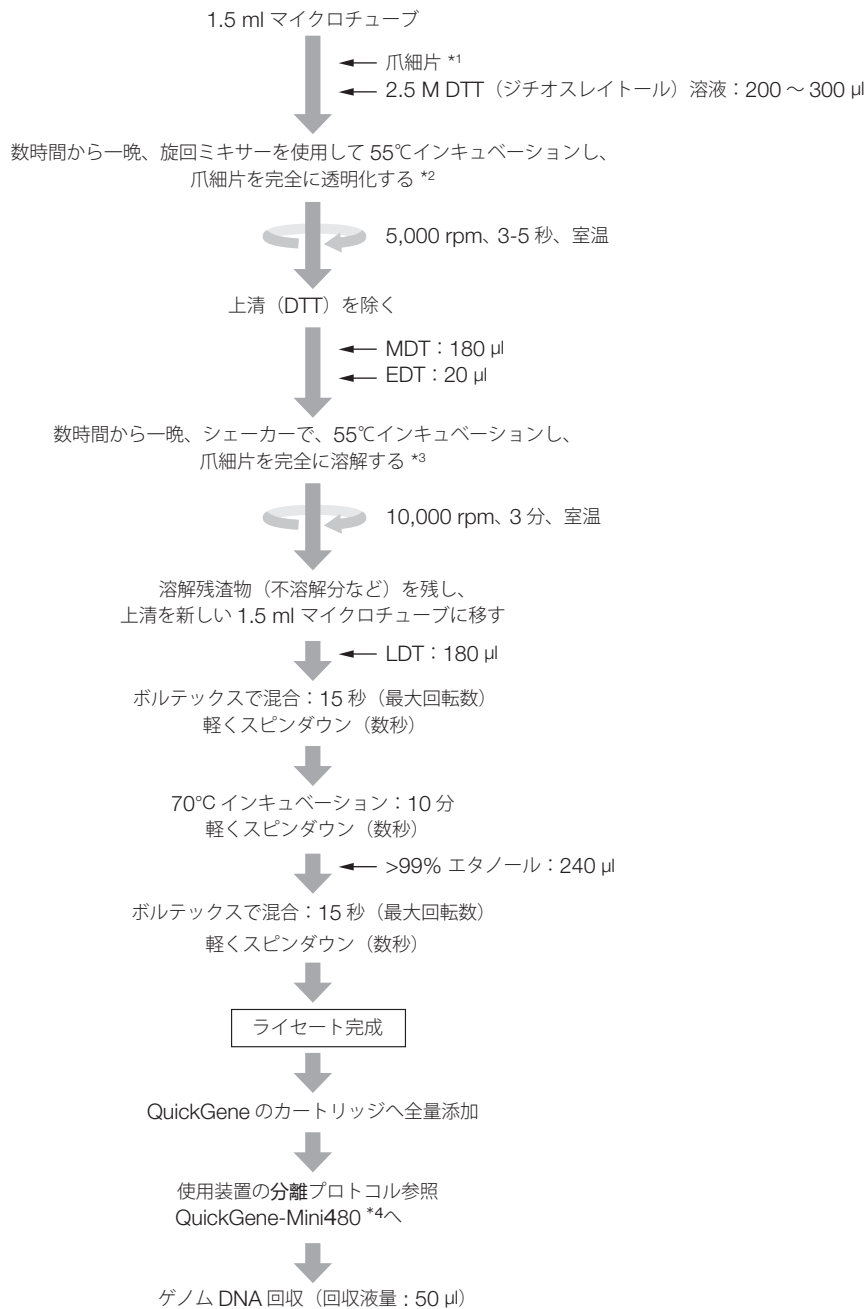 1.5 ml マイクロチューブ
爪細片 *1
2.5 M DTT（ジチオスレイトール）溶液：200 ～ 300 µl
数時間から一晩、旋回ミキサーを使用して 55℃インキュベーションし、
爪細片を完全に透明化する *2
5,000 rpm、3-5 秒、室温
上清（DTT）を除く
MDT：180 µl
EDT：20 µl
数時間から一晩、シェーカーで、55℃インキュベーションし、
爪細片を完全に溶解する *3
10,000 rpm、3 分、室温
溶解残渣物（不溶解分など）を残し、
上清を新しい 1.5 ml マイクロチューブに移す
LDT：180 µl
ボルテックスで混合：15 秒（最大回転数）
軽くスピンダウン（数秒）
70℃ インキュベーション：10 分
軽くスピンダウン（数秒）
>99% エタノール：240 µl
ボルテックスで混合：15 秒（最大回転数）
軽くスピンダウン（数秒）
ライセート完成
QuickGene のカートリッジへ全量添加
使用装置の分離プロトコル参照
QuickGene-Mini480 *4へ
ゲノム DNA 回収（回収液量 : 50 µl）